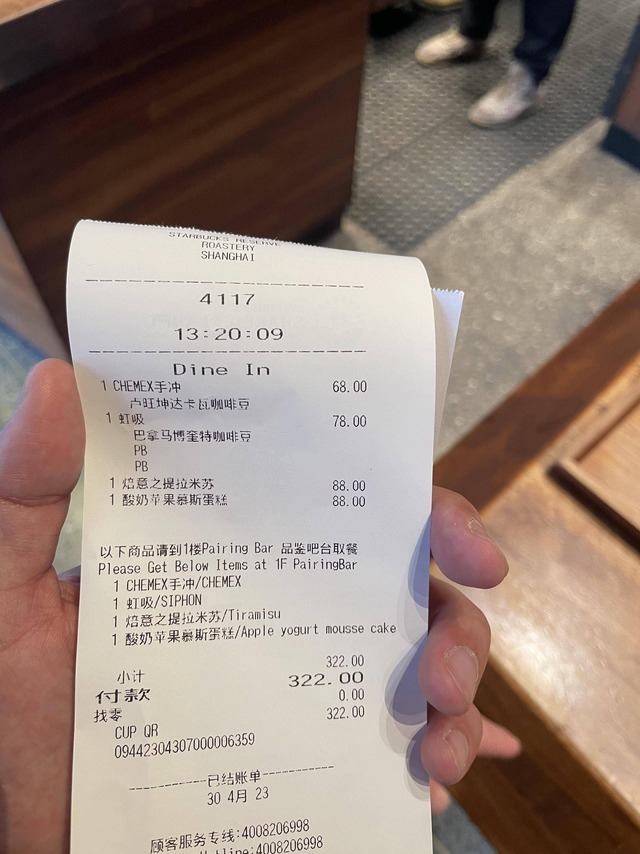 STARBUCKS RESERVE
ROASTERY
SHANGHAI
4117
13:20:09
Dine In
1 CHEMEX手冲 68.00
卢旺坤达卡瓦咖啡豆
1 虹吸 78.00
巴拿马博奎特咖啡豆
PB
PB
1 焙意之提拉米苏 88.00
1 酸奶苹果慕斯蛋糕 88.00
以下商品请到1楼Pairing Bar 品鉴吧台取餐
Please Get Below Items at 1F PairingBar
1 CHEMEX手冲/CHEMEX
1 虹吸/SIPHON
1 焙意之提拉米苏/Tiramisu
1 酸奶苹果慕斯蛋糕/Apple yogurt mousse cake
小计 322.00
付款 322.00
找零 0.00
CUP QR 322.00
09442304307000006359
已结账单
30 4月 23
顾客服务专线:4008206998
:4008206998